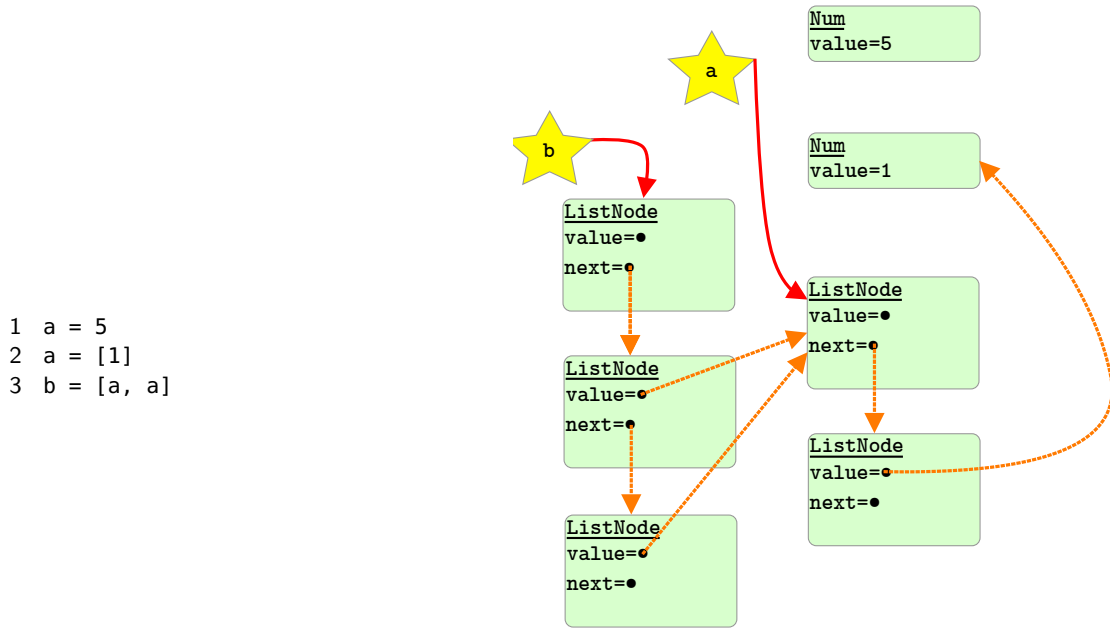 1 a = 5
2 a = [1]
3 b = [a, a]
a
b
Num
value=5
Num
value=1
ListNode
value=
next=
ListNode
value=
next=
ListNode
value=
next=
ListNode
value=
next=
ListNode
value=
next=